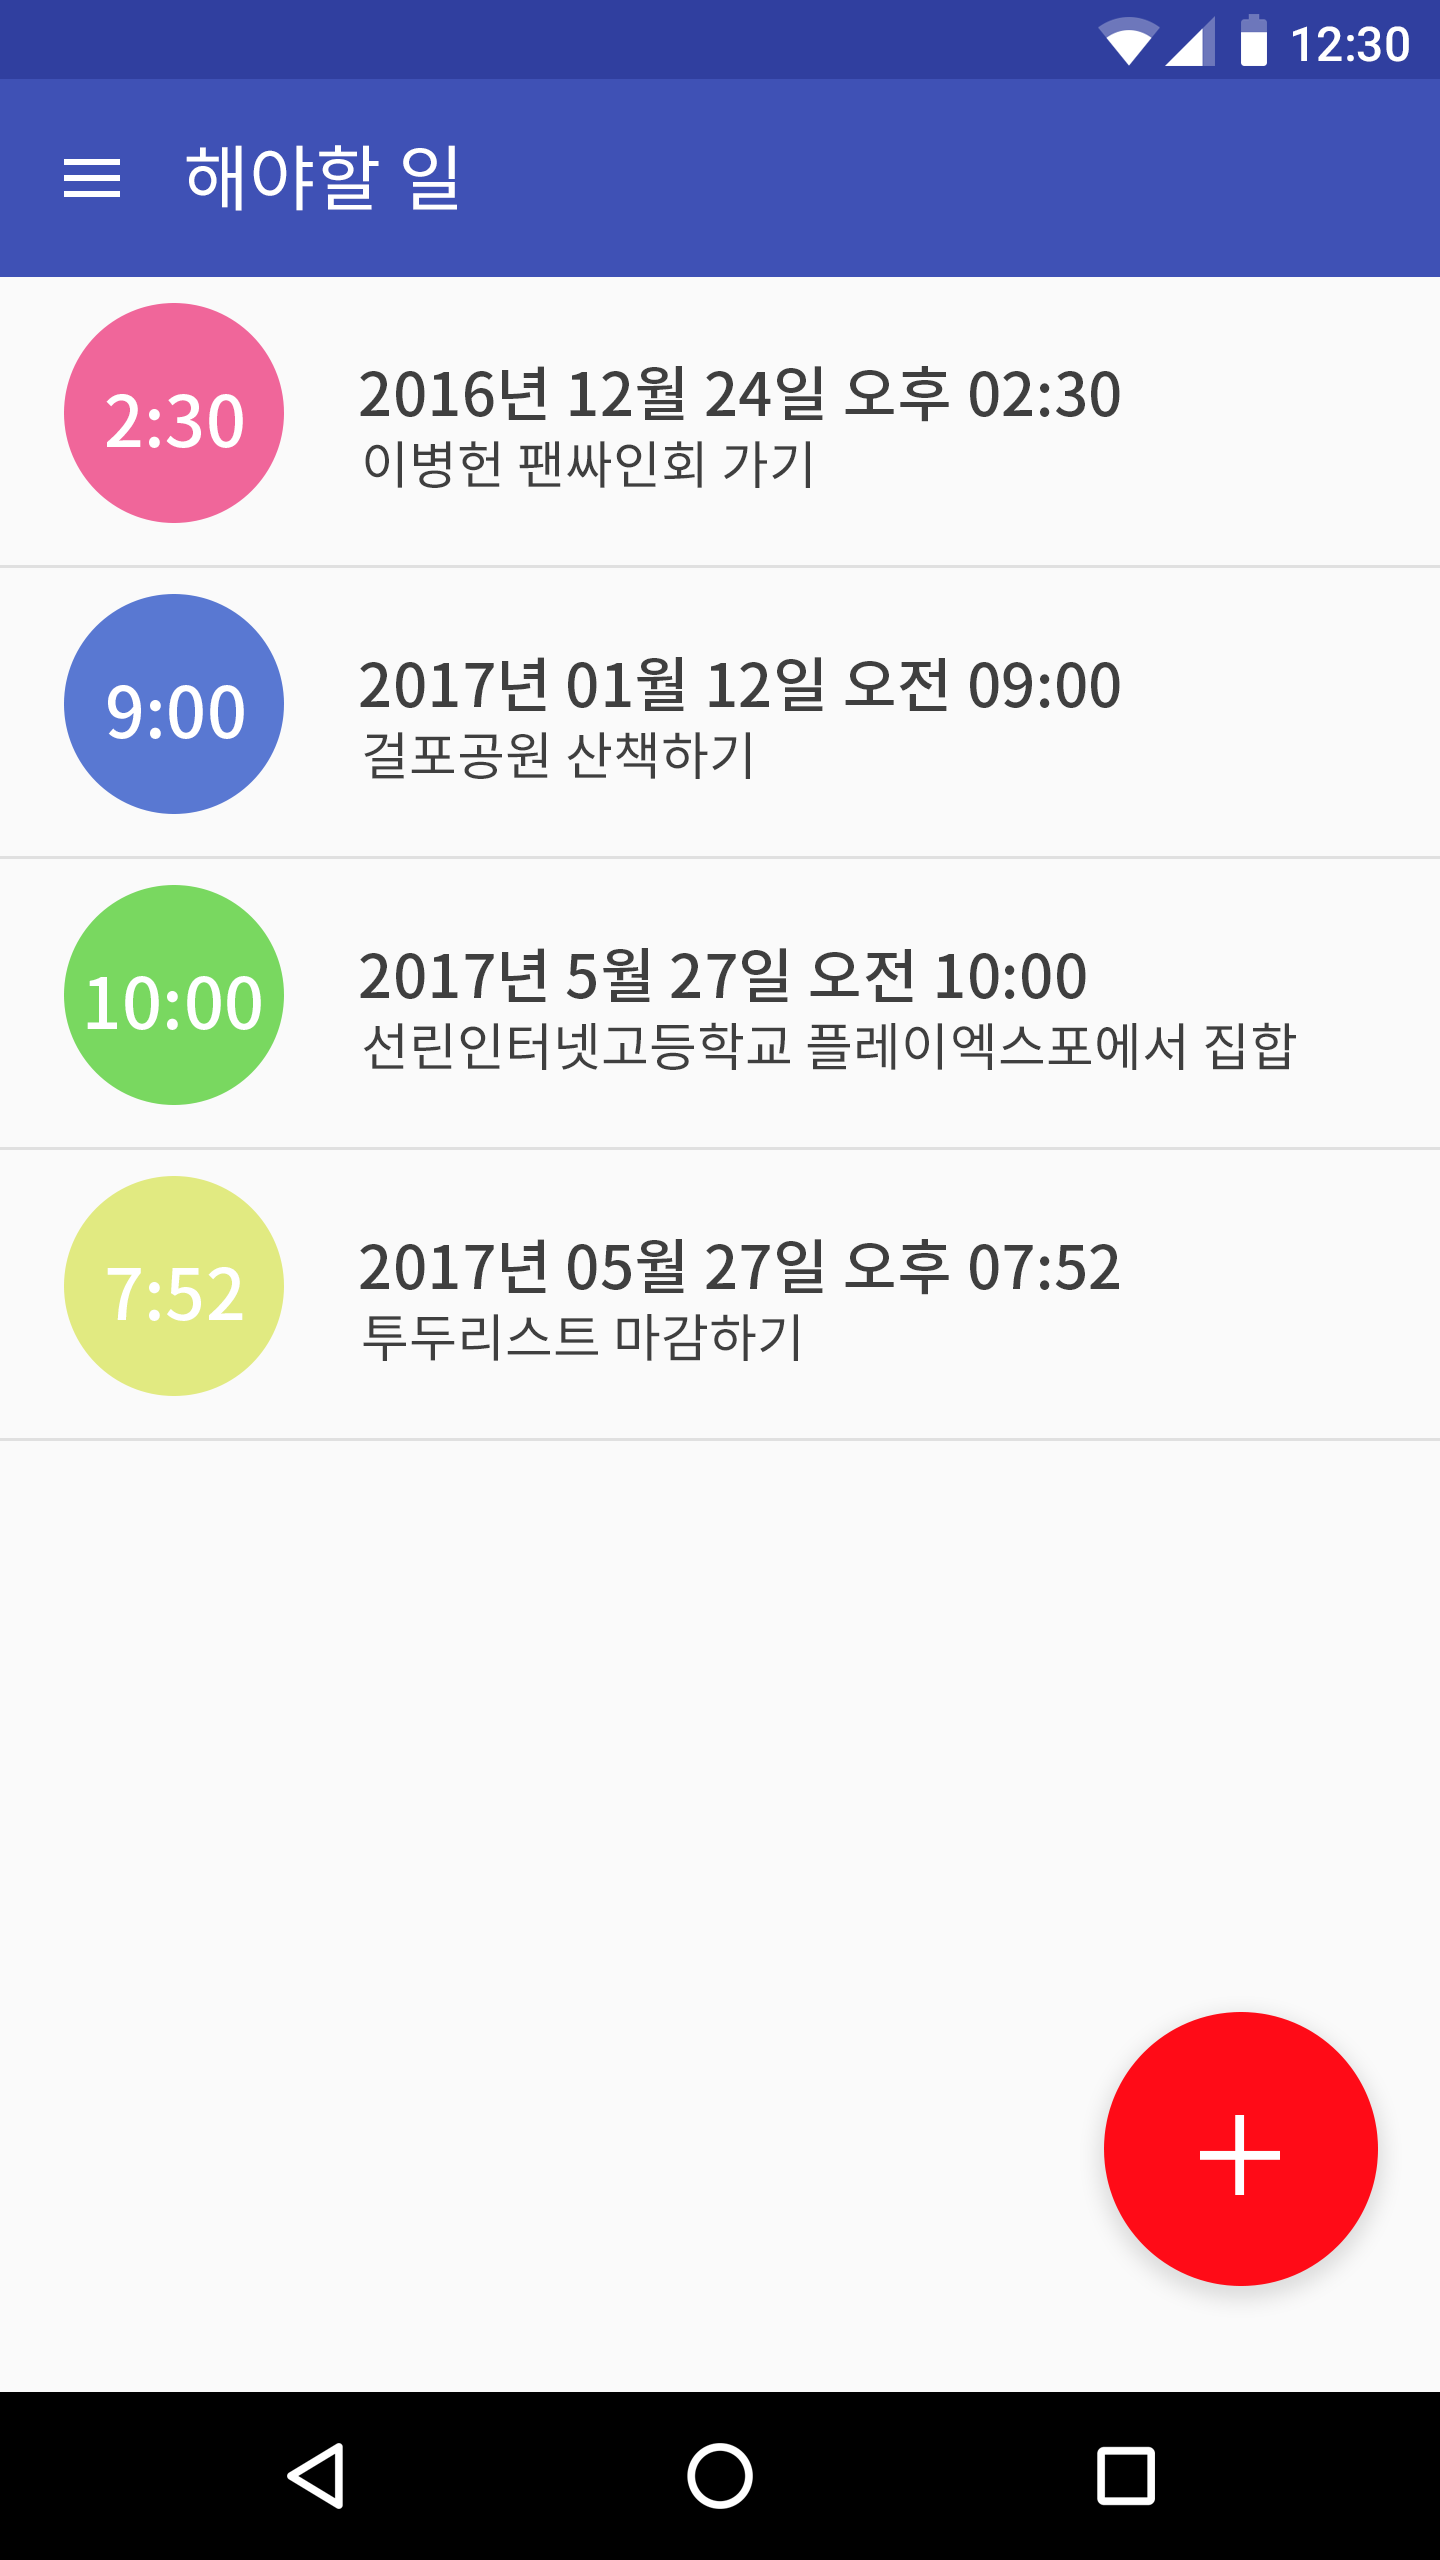 12:30
해야할 일
2:30
2016년 12월 24일 오후 02:30
이병헌 팬싸인회 가기
9:00
2017년 01월 12일 오전 09:00
걸포공원 산책하기
10:00
2017년 5월 27일 오전 10:00
선린인터넷고등학교 플레이엑스포에서 집합
7:52
2017년 05월 27일 오후 07:52
투두리스트 마감하기